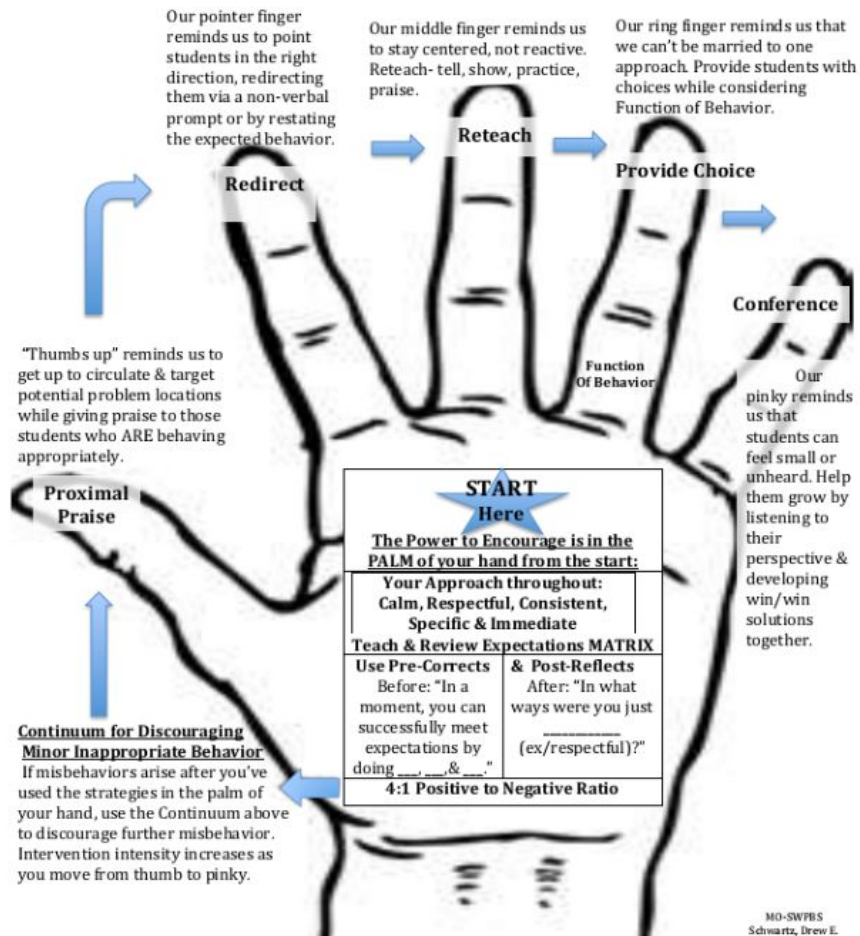 Our pointer finger
reminds us to point
students in the right
direction, redirecting
them via a non-verbal
prompt or by restating
the expected behavior.
Our middle finger reminds us
to stay centered, not reactive.
Reteach- tell, show, practice,
praise.
Our ring finger reminds us that
we can't be married to one
approach. Provide students with
choices while considering
Function of Behavior.
Redirect
Reteach
Provide Choice
Conference
Function
Of Behavior
Our
pinky reminds
us that
students can
feel small or
unheard. Help
them grow by
listening to
their
perspective &
developing
win/win
solutions
together.
"Thumbs up" reminds us to
get up to circulate & target
potential problem locations
while giving praise to those
students who ARE behaving
appropriately.
Proximal
Praise
START
Here
The Power to Encourage is in the
PALM of your hand from the start:
Your Approach throughout:
Calm, Respectful, Consistent,
Specific & Immediate
Teach & Review Expectations MATRIX
Use Pre-Corrects
Before: "In a
moment, you can
successfully meet
expectations by
doing ___, ___,& ___."
& Post-Reflects
After: "In what
ways were you just
___________
(ex/respectful)?"
4:1 Positive to Negative Ratio
Continuum for Discouraging
Minor Inappropriate Behavior
If misbehaviors arise after you've
used the strategies in the palm of
your hand, use the Continuum above
to discourage further misbehavior.
Intervention intensity increases as
you move from thumb to pinky.
MO-SWPBS
Schwartz, Drew E.